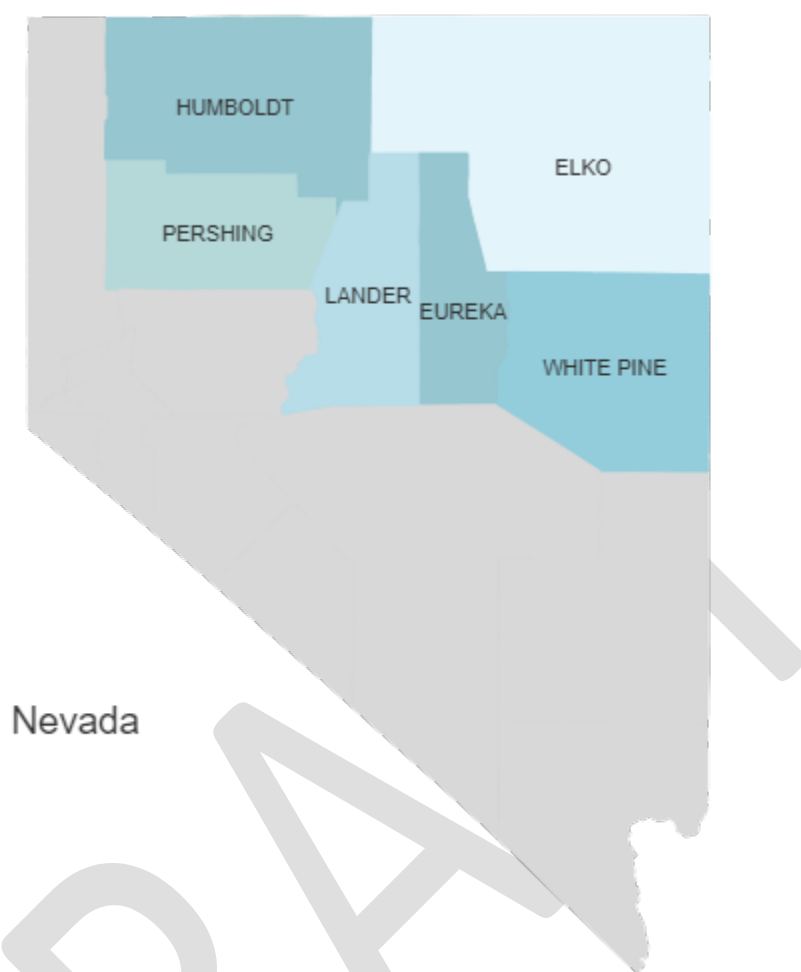 HUMBOLDT
ELKO
PERSHING
LANDER
EUREKA
WHITE PINE
Nevada